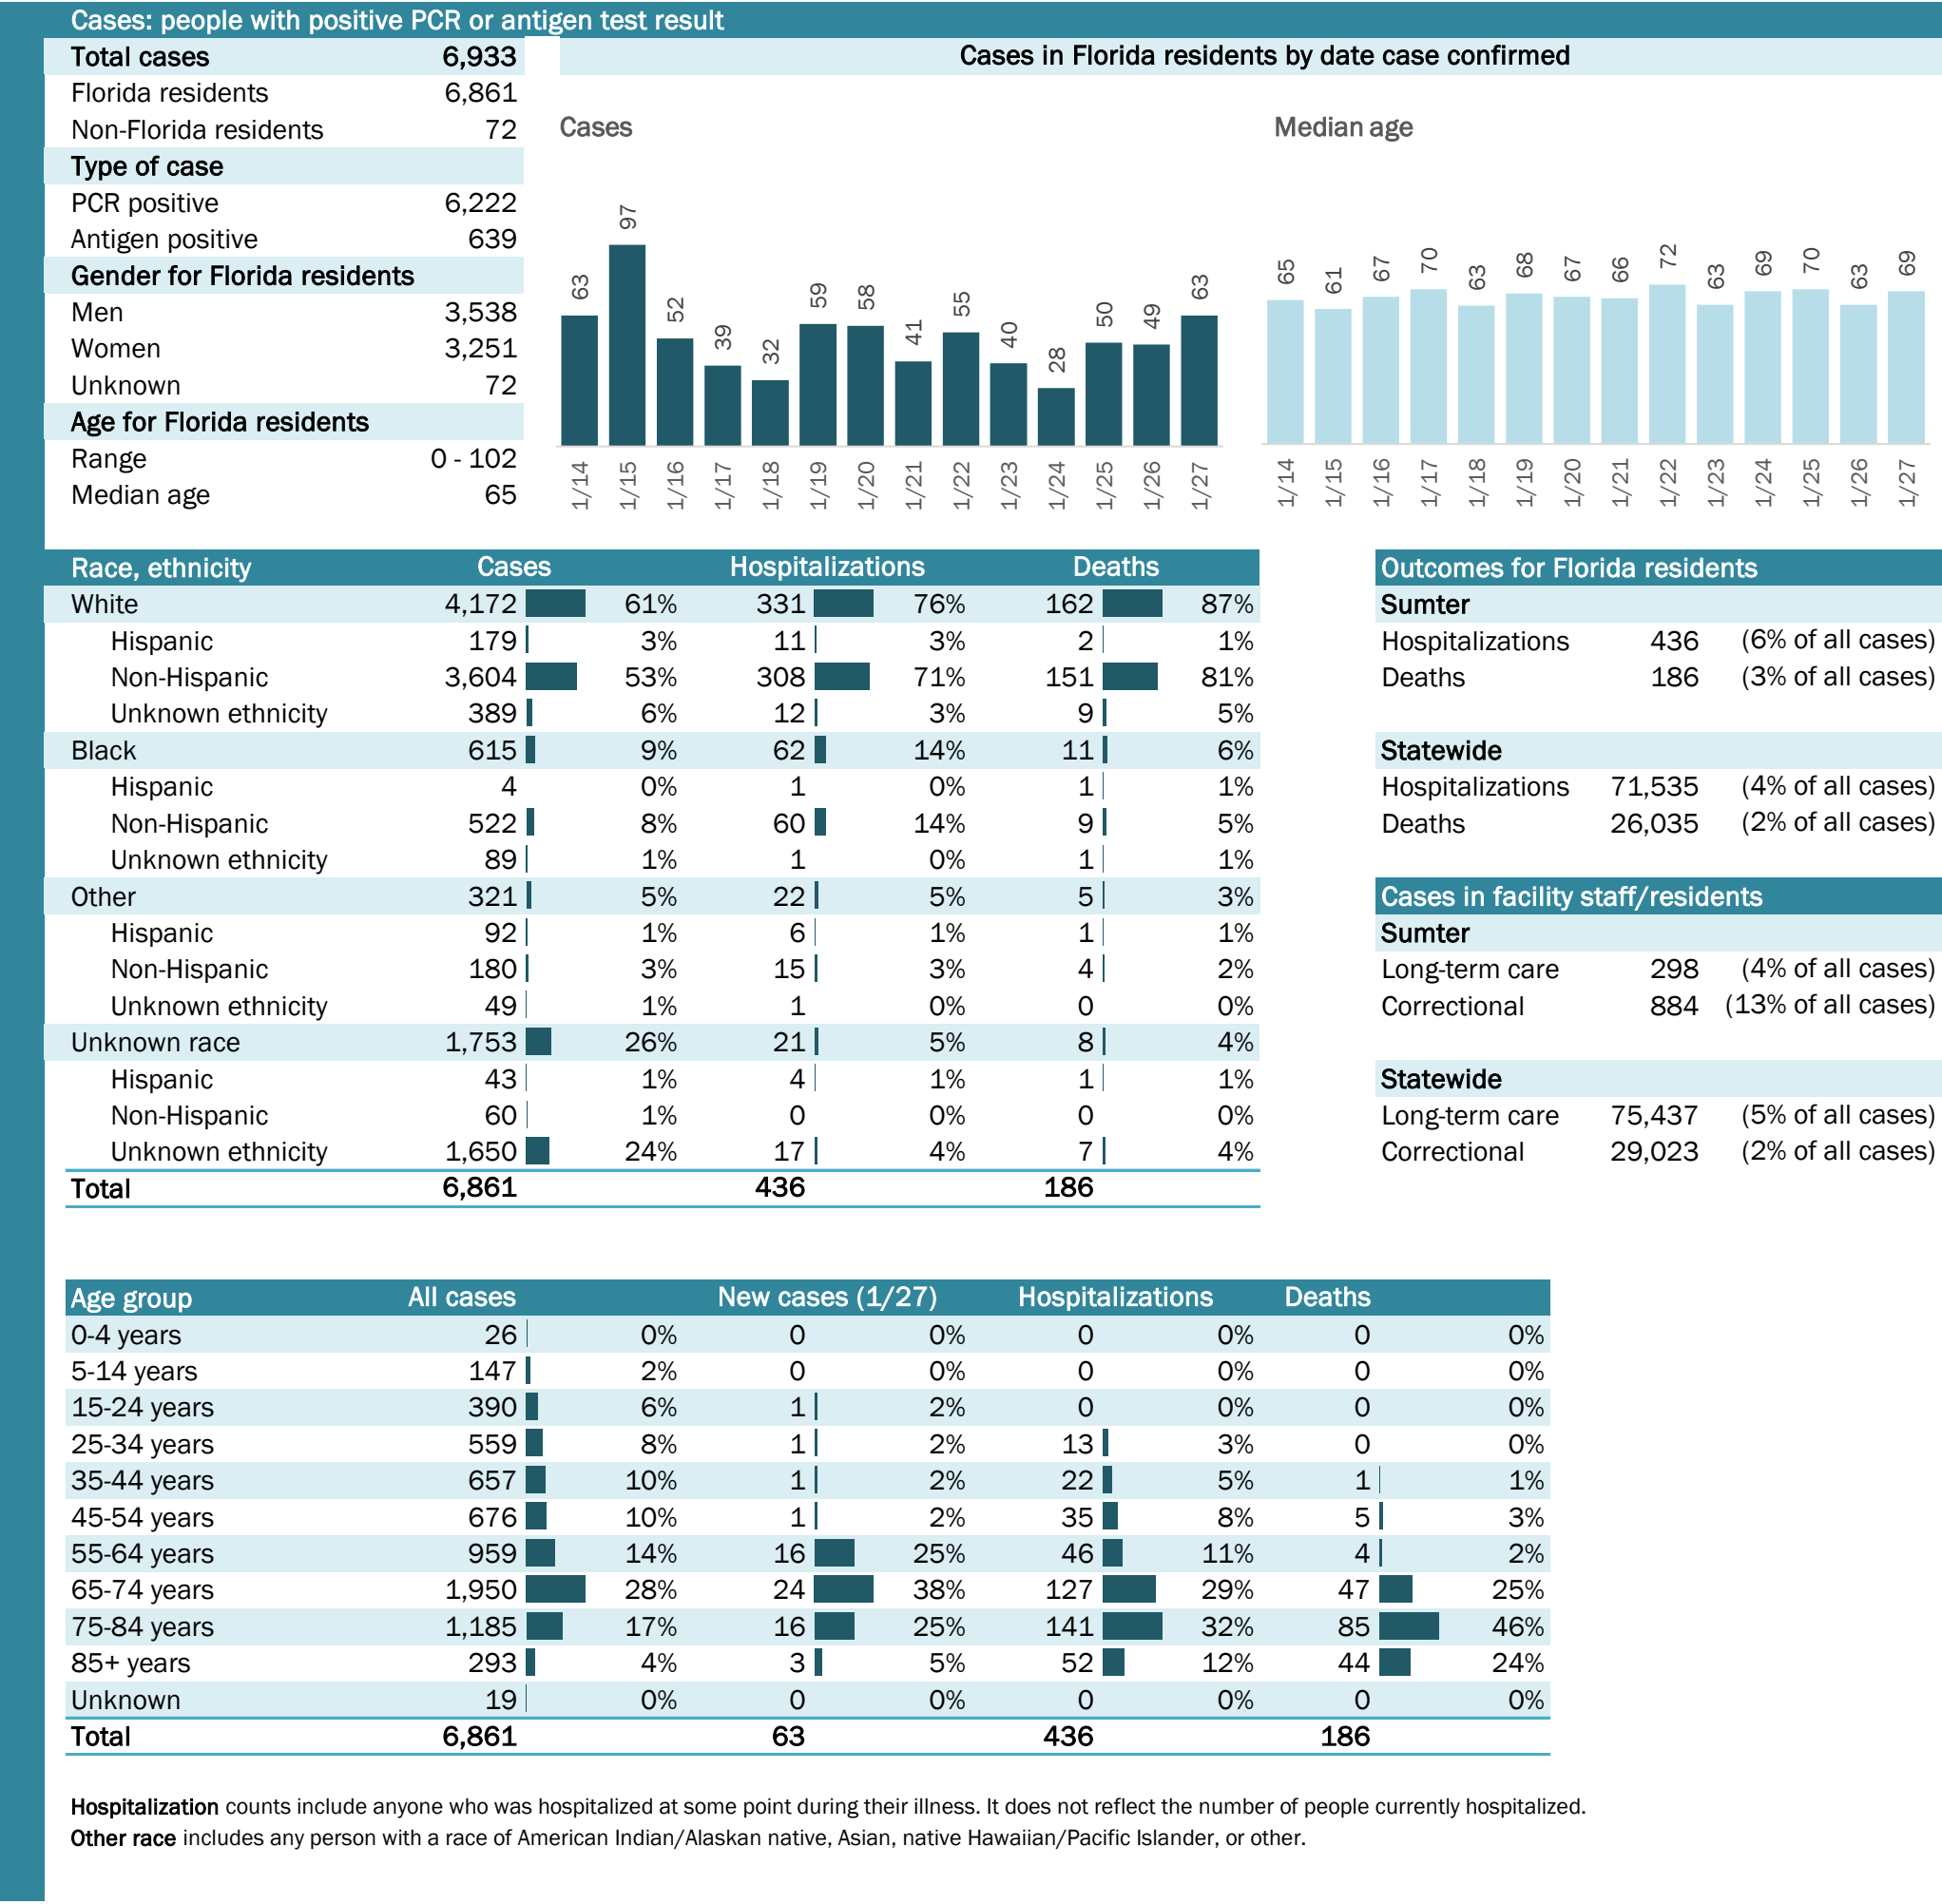 Cases: people with positive PCR or antigen test result
Total cases 6,933
Florida residents 6,861
Non-Florida residents 72
Type of case
PCR positive 6,222
Antigen positive 639
Gender for Florida residents
Men 3,538
Women 3,251
Unknown 72
Age for Florida residents
Range 0 - 102
Median age 65
Cases in Florida residents by date case confirmed
Cases
63 97 52 39 32 59 58 41 55 40 28 50 49 63
1/14 1/15 1/16 1/17 1/18 1/19 1/20 1/21 1/22 1/23 1/24 1/25 1/26 1/27
Median age
65 61 67 70 63 68 67 66 72 63 69 70 63 69
1/14 1/15 1/16 1/17 1/18 1/19 1/20 1/21 1/22 1/23 1/24 1/25 1/26 1/27
Race, ethnicity Cases Hospitalizations Deaths
White 4,172 61% 331 76% 162 87%
Hispanic 179 3% 11 3% 2 1%
Non-Hispanic 3,604 53% 308 71% 151 81%
Unknown ethnicity 389 6% 12 3% 9 5%
Black 615 9% 62 14% 11 6%
Hispanic 4 0% 1 0% 1 1%
Non-Hispanic 522 8% 60 14% 9 5%
Unknown ethnicity 89 1% 1 0% 1 1%
Other 321 5% 22 5% 5 3%
Hispanic 92 1% 6 1% 1 1%
Non-Hispanic 180 3% 15 3% 4 2%
Unknown ethnicity 49 1% 1 0% 0 0%
Unknown race 1,753 26% 21 5% 8 4%
Hispanic 43 1% 4 1% 1 1%
Non-Hispanic 60 1% 0 0% 0 0%
Unknown ethnicity 1,650 24% 17 4% 7 4%
Total 6,861 436 186
Outcomes for Florida residents
Sumter
Hospitalizations 436 (6% of all cases)
Deaths 186 (3% of all cases)
Statewide
Hospitalizations 71,535 (4% of all cases)
Deaths 26,035 (2% of all cases)
Cases in facility staff/residents
Sumter
Long-term care 298 (4% of all cases)
Correctional 884 (13% of all cases)
Statewide
Long-term care 75,437 (5% of all cases)
Correctional 29,023 (2% of all cases)
Age group All cases New cases (1/27) Hospitalizations Deaths
0-4 years 26 0% 0 0% 0 0% 0 0%
5-14 years 147 2% 0 0% 0 0% 0 0%
15-24 years 390 6% 1 2% 0 0% 0 0%
25-34 years 559 8% 1 2% 13 3% 0 0%
35-44 years 657 10% 1 2% 22 5% 1 1%
45-54 years 676 10% 1 2% 35 8% 5 3%
55-64 years 959 14% 16 25% 46 11% 4 2%
65-74 years 1,950 28% 24 38% 127 29% 47 25%
75-84 years 1,185 17% 16 25% 141 32% 85 46%
85+ years 293 4% 3 5% 52 12% 44 24%
Unknown 19 0% 0 0% 0 0% 0 0%
Total 6,861 63 436 186
Hospitalization counts include anyone who was hospitalized at some point during their illness. It does not reflect the number of people currently hospitalized.
Other race includes any person with a race of American Indian/Alaskan native, Asian, native Hawaiian/Pacific Islander, or other.